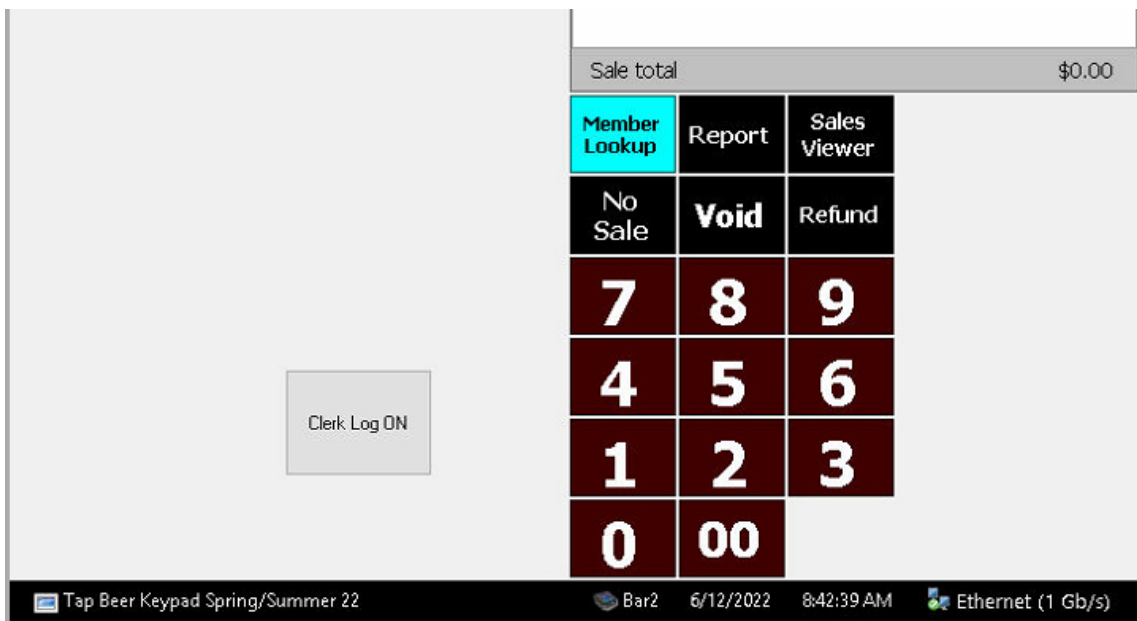 Sale total $0.00
Member Lookup
Report
Sales Viewer
No Sale
Void
Refund
7 8 9
4 5 6
Clerk Log ON
1 2 3
0 00
Tap Beer Keypad Spring/Summer 22 Bar2 6/12/2022 8:42:39 AM Ethernet (1 Gb/s)